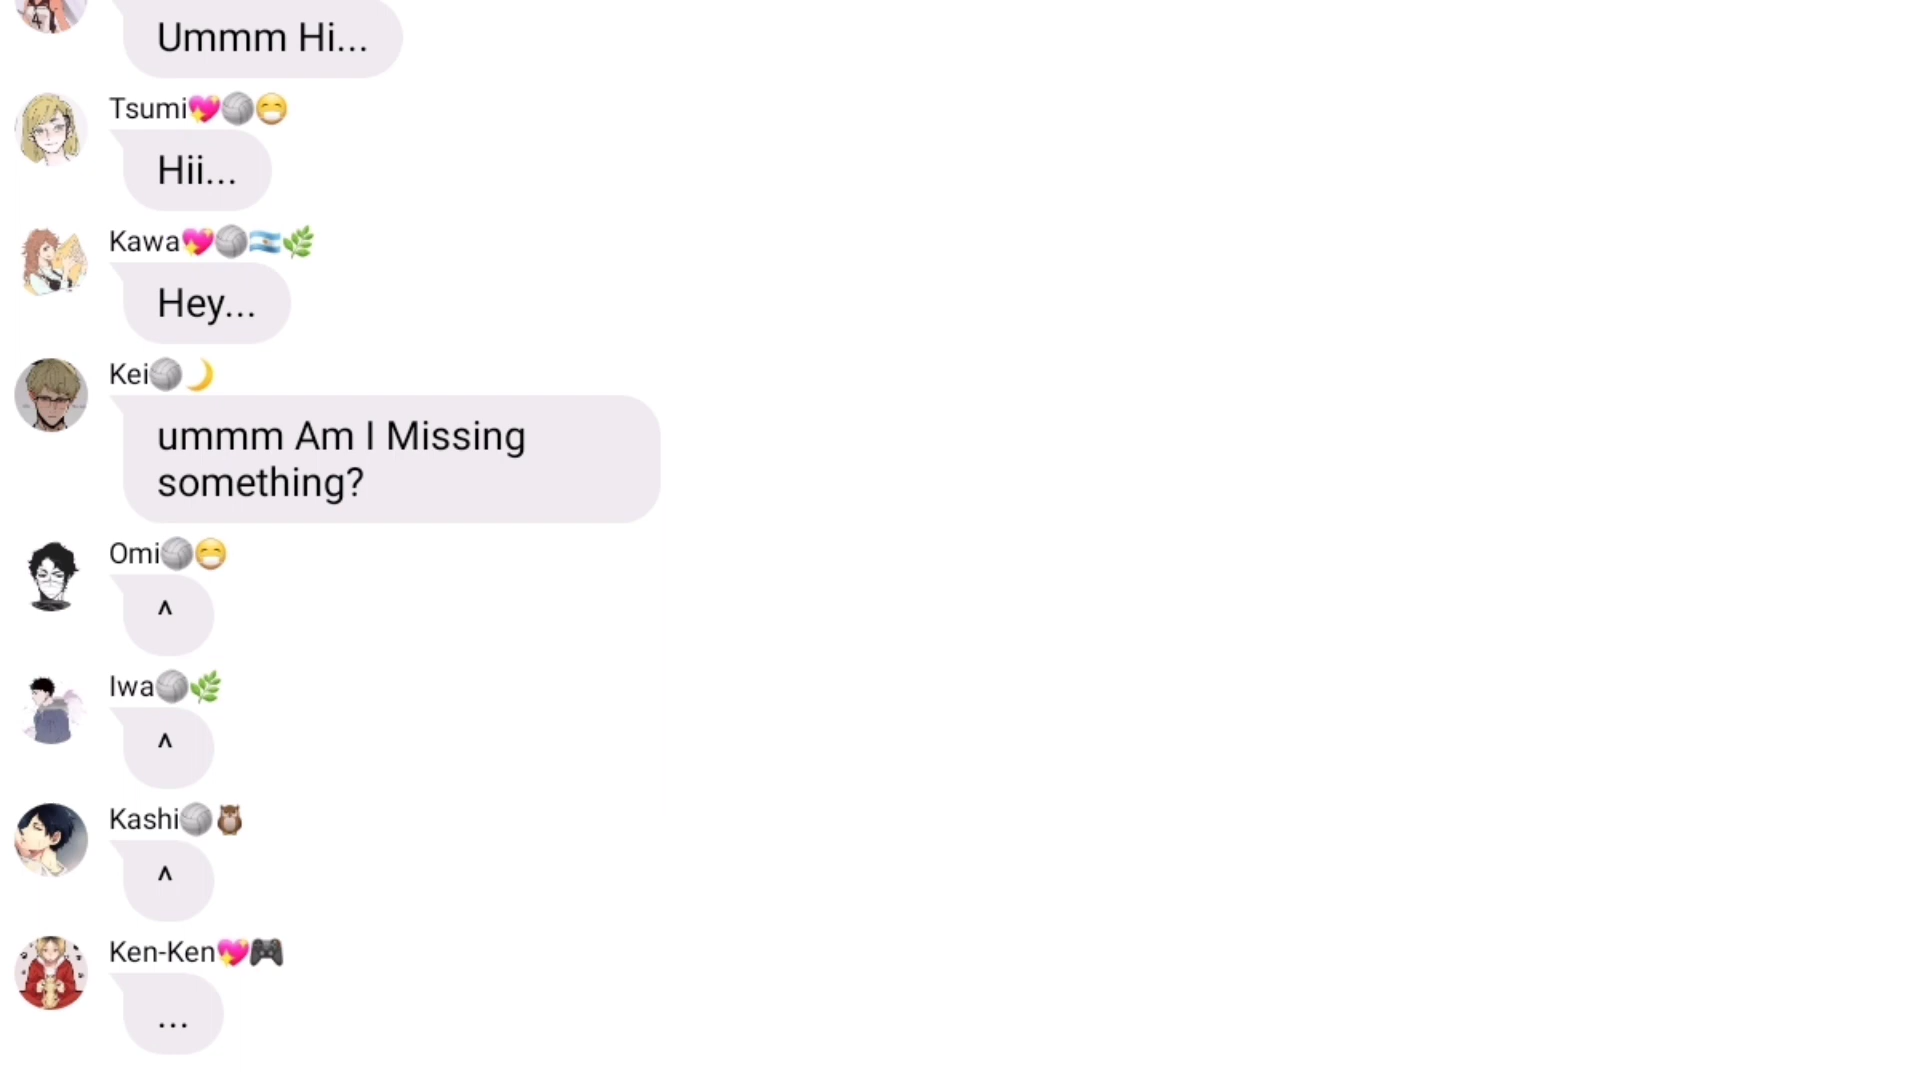 Ummm Hi...
Tsumi💖🏐😷
Hii...
Kawa💖🏐🇦🇷🌿
Hey...
Kei🏐🌙
ummm Am I Missing
something?
Omi🏐😷
^
Iwa🏐🌿
^
Kashi🏐🦉
^
Ken-Ken💖🎮
...